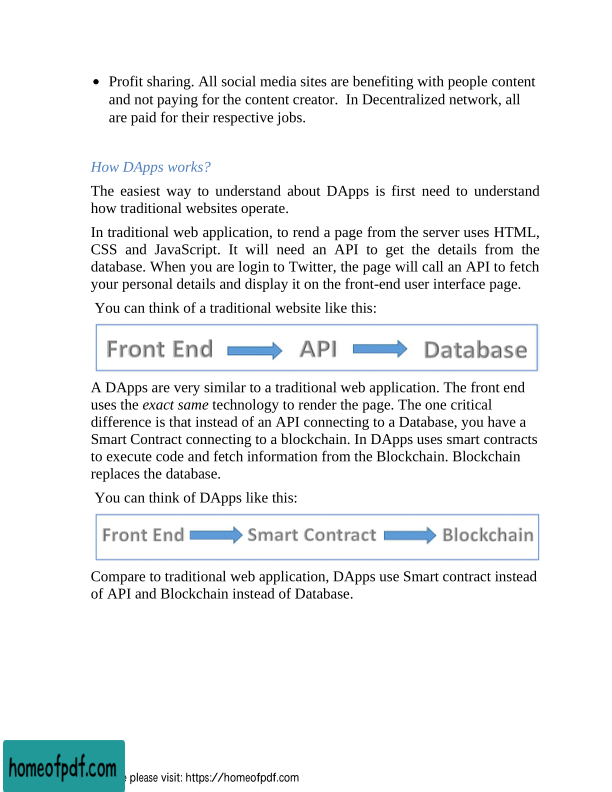 • Profit sharing. All social media sites are benefiting with people content
and not paying for the content creator.  In Decentralized network, all
are paid for their respective jobs.
How DApps works?
The easiest way to understand about DApps is first need to understand
how traditional websites operate.
In traditional web application, to rend a page from the server uses HTML,
CSS and JavaScript. It will need an API to get the details from the
database. When you are login to Twitter, the page will call an API to fetch
your personal details and display it on the front-end user interface page.
You can think of a traditional website like this:
Front End API Database
A DApps are very similar to a traditional web application. The front end
uses the exact same technology to render the page. The one critical
difference is that instead of an API connecting to a Database, you have a
Smart Contract connecting to a blockchain. In DApps uses smart contracts
to execute code and fetch information from the Blockchain. Blockchain
replaces the database.
You can think of DApps like this:
Front End Smart Contract Blockchain
Compare to traditional web application, DApps use Smart contract instead
of API and Blockchain instead of Database.
homeofpdf.com
please visit: https://homeofpdf.com